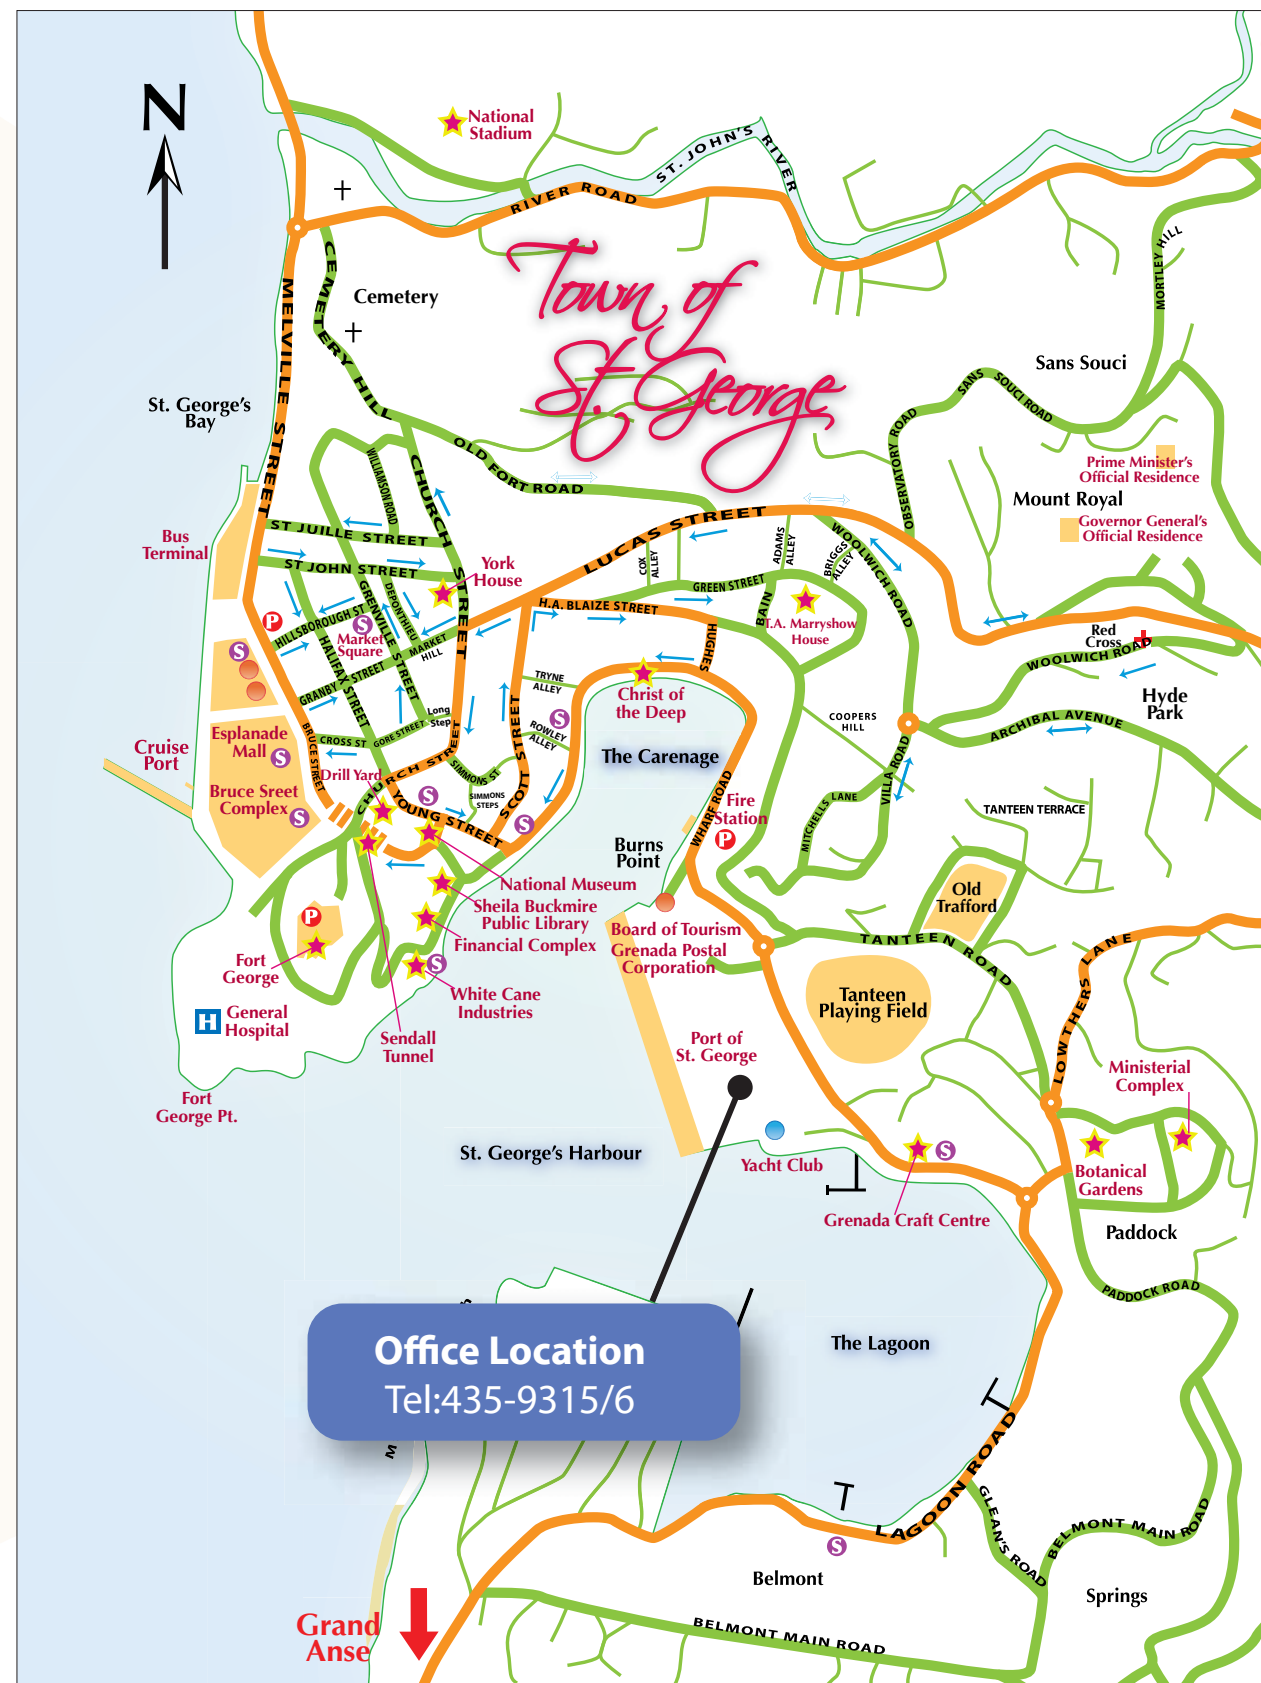 N
National
Stadium
ST. JOHN'S
RIVER
RIVER ROAD
CEMETERY HILL
Cemetery
MORTLEY HILL
Town of
St. George
MELVILLE STREET
Sans Souci
SANS
SOUCI ROAD
St. George's
Bay
OBSERVATORY ROAD
WILLIAMSON ROAD
CHURCH
STREET
OLD FORT ROAD
Prime Minister's
Official Residence
Mount Royal
Governor General's
Official Residence
Bus
Terminal
ST JUILLE STREET
ST JOHN STREET
LUCAS STREET
COX
ALLEY
ADAMS
ALLEY
BRIGGS
ALLEY
WOOLWICH ROAD
York
House
GREEN STREET
H.A. BLAIZE STREET
BAIN
T.A. Marryshow
House
HUGHES
P
HILLSBOROUGH ST
S
Market
Square
GRENVILLE STREET
DEPONTHIEU
MARKET
HILL
HALIFAX STREET
GRANBY STREET
Red
Cross
WOOLWICH ROAD
Hyde
Park
ARCHIBAL AVENUE
S
TRYNE
ALLEY
Christ of
the Deep
COOPERS
HILL
Long
Step
GORE STREET
CROSS ST
BRUCE STREET
ROWLEY
ALLEY
S
The Carenage
Cruise
Port
Esplanade
Mall
S
Bruce Sreet
Complex
S
Drill Yard
CHURCH STREET
SIMMONS ST
SIMMONS
STEPS
SCOTT STREET
YOUNG STREET
S
S
WHARF ROAD
Fire
Station
P
VILLA ROAD
MITCHELLS LANE
TANTEEN TERRACE
Burns
Point
Old
Trafford
National Museum
Sheila Buckmire
Public Library
Financial Complex
S
White Cane
Industries
Board of Tourism
Grenada Postal
Corporation
TANTEEN ROAD
LOWTHERS LANE
P
Fort
George
H
General
Hospital
Sendall
Tunnel
Tanteen
Playing Field
Port of
St. George
Ministerial
Complex
Fort
George Pt.
St. George's Harbour
Yacht Club
S
Grenada Craft Centre
Botanical
Gardens
Paddock
PADDOCK ROAD
Office Location
Tel:435-9315/6
The Lagoon
M
LAGOON ROAD
GLEAN'S ROAD
BELMONT MAIN ROAD
S
Belmont
Springs
Grand
Anse
BELMONT MAIN ROAD